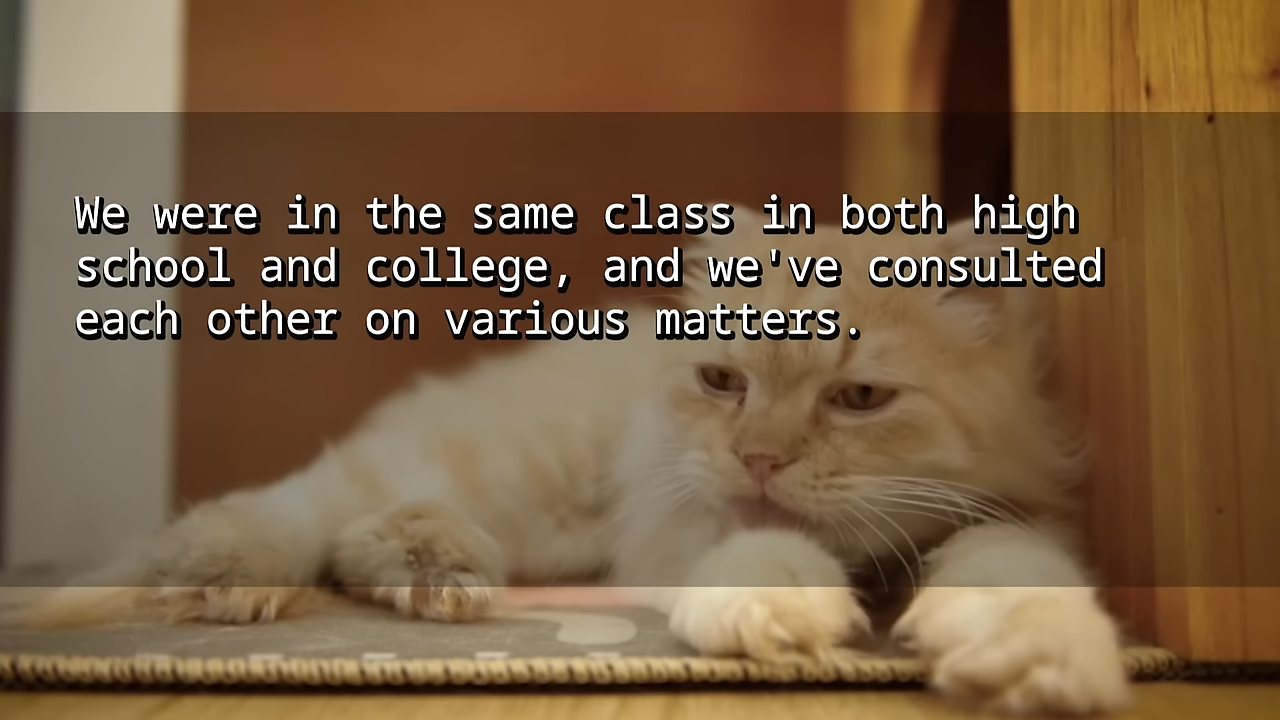 We were in the same class in both high
school and college, and we've consulted
each other on various matters.